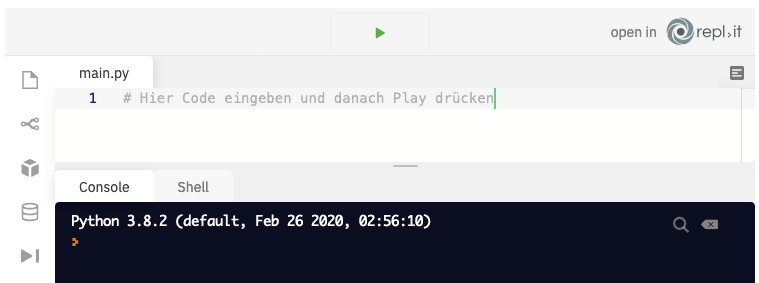 open in repl.it
main.py
1 # Hier Code eingeben und danach Play drücken
Console Shell
Python 3.8.2 (default, Feb 26 2020, 02:56:10)